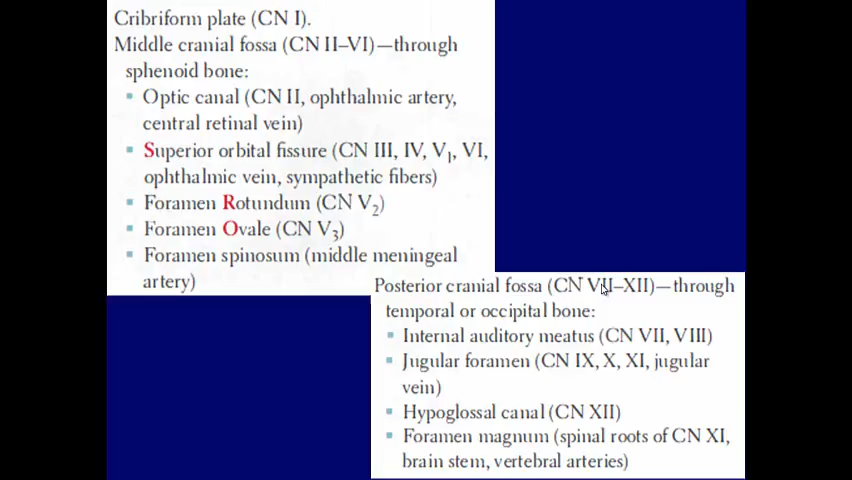 Cribriform plate (CN I).
Middle cranial fossa (CN II–VI)—through
sphenoid bone:
▪ Optic canal (CN II, ophthalmic artery,
central retinal vein)
▪ Superior orbital fissure (CN III, IV, V₁, VI,
ophthalmic vein, sympathetic fibers)
▪ Foramen Rotundum (CN V₂)
▪ Foramen Ovale (CN V₃)
▪ Foramen spinosum (middle meningeal
artery)
Posterior cranial fossa (CN VII–XII)—through
temporal or occipital bone:
▪ Internal auditory meatus (CN VII, VIII)
▪ Jugular foramen (CN IX, X, XI, jugular
vein)
▪ Hypoglossal canal (CN XII)
▪ Foramen magnum (spinal roots of CN XI,
brain stem, vertebral arteries)